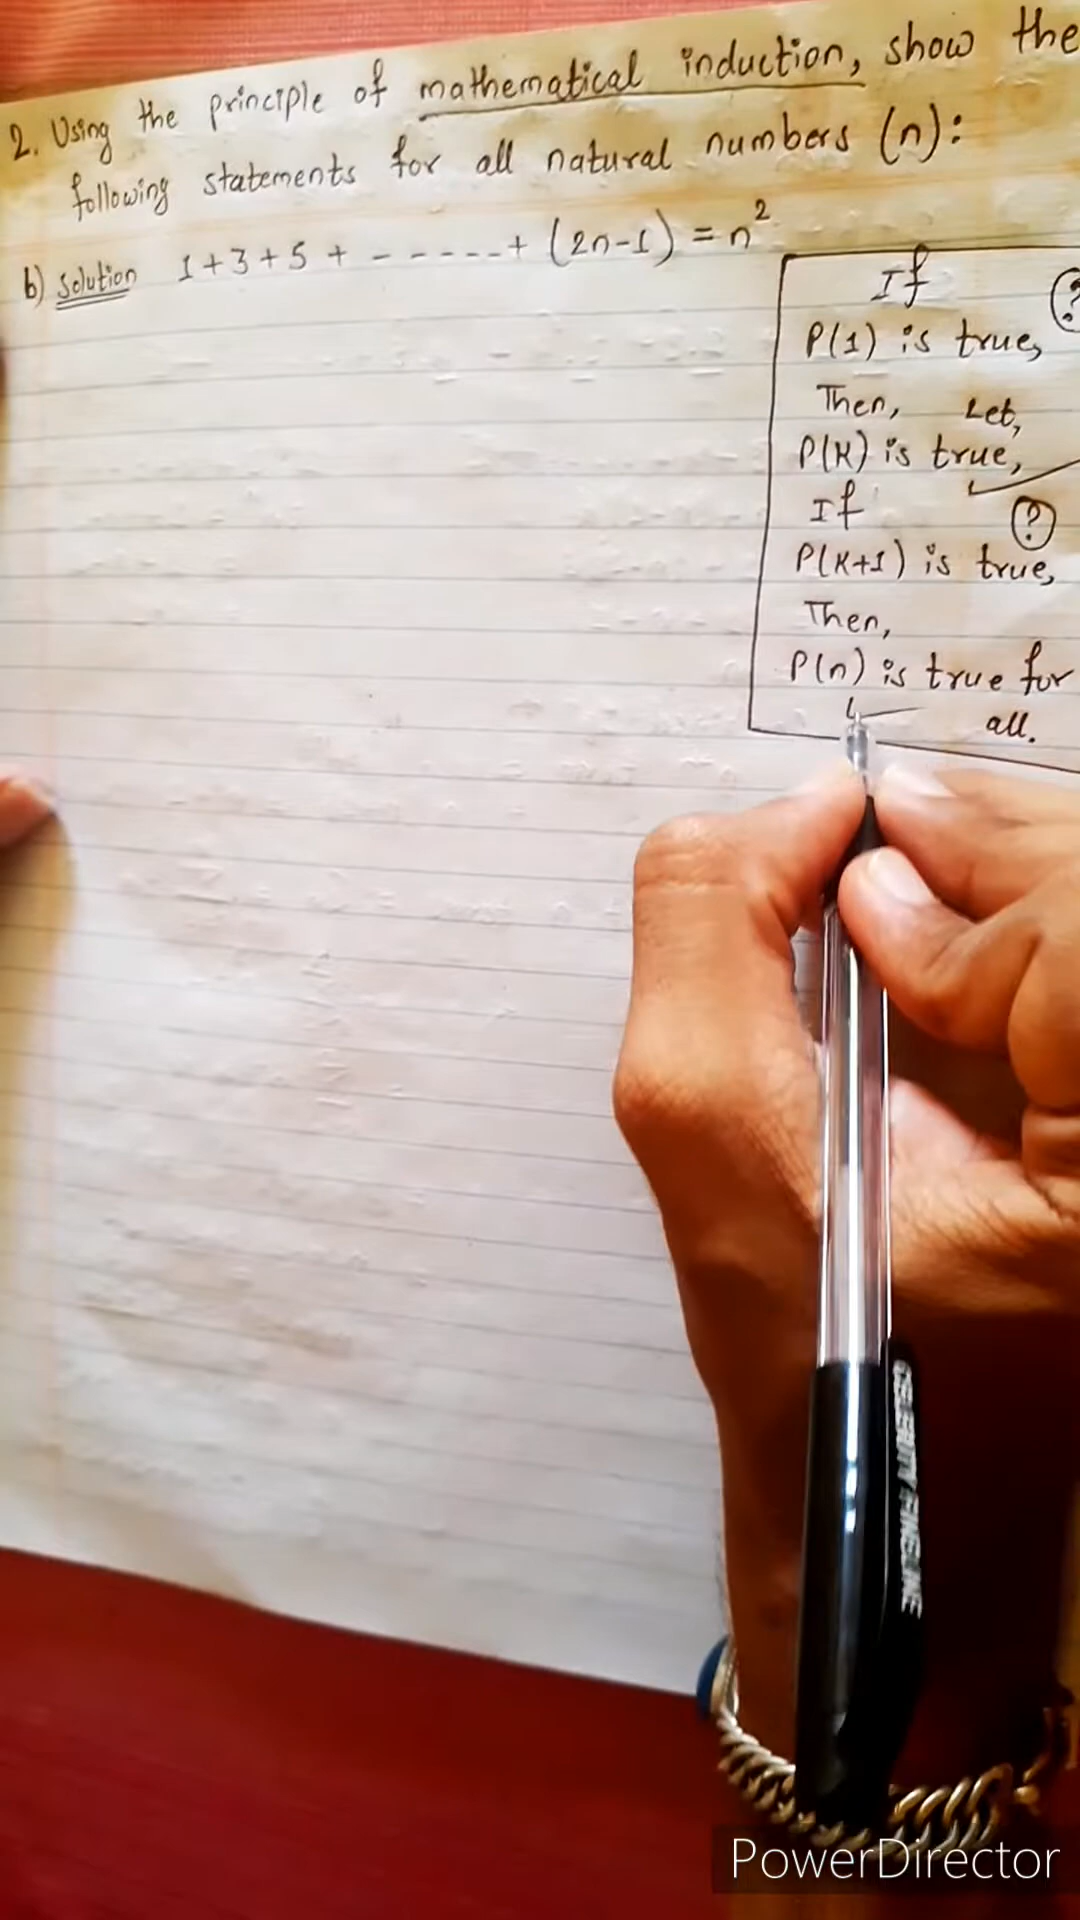 2. Using the principle of mathematical induction, show the
following statements for all natural numbers (n):
b) solution 1+3+5+ ------+ (2n-1) = n²
If ?
P(1) is true,
Then, Let,
P(K) is true,
If ?
P(K+1) is true,
Then,
P(n) is true for
all.
PowerDirector